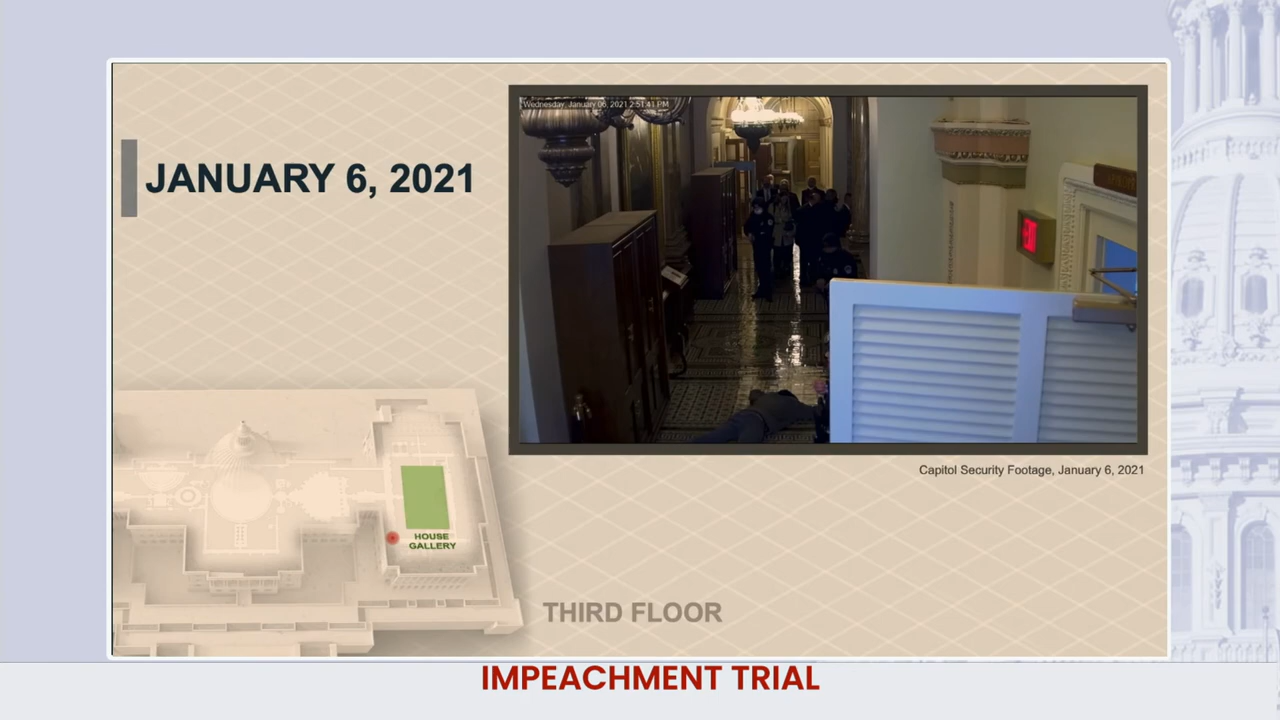 Wednesday, January 06, 2021 2:51:41 PM
JANUARY 6, 2021
Capitol Security Footage, January 6, 2021
HOUSE
GALLERY
THIRD FLOOR
IMPEACHMENT TRIAL